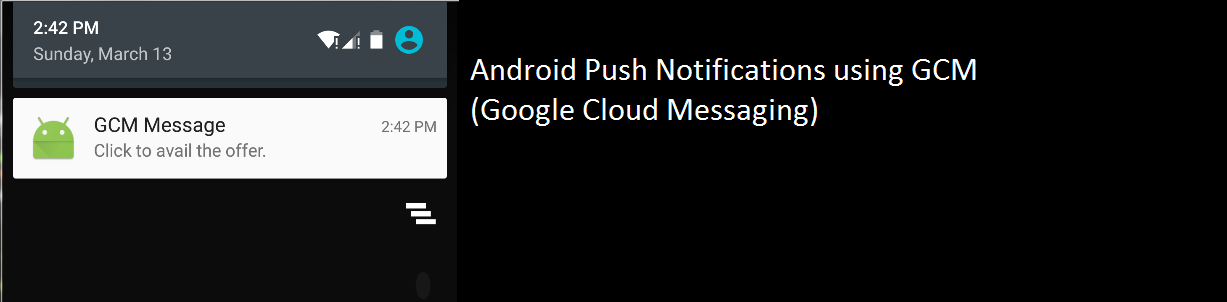 2:42 PM
Sunday, March 13
GCM Message
2:42 PM
Click to avail the offer.
Android Push Notifications using GCM
(Google Cloud Messaging)